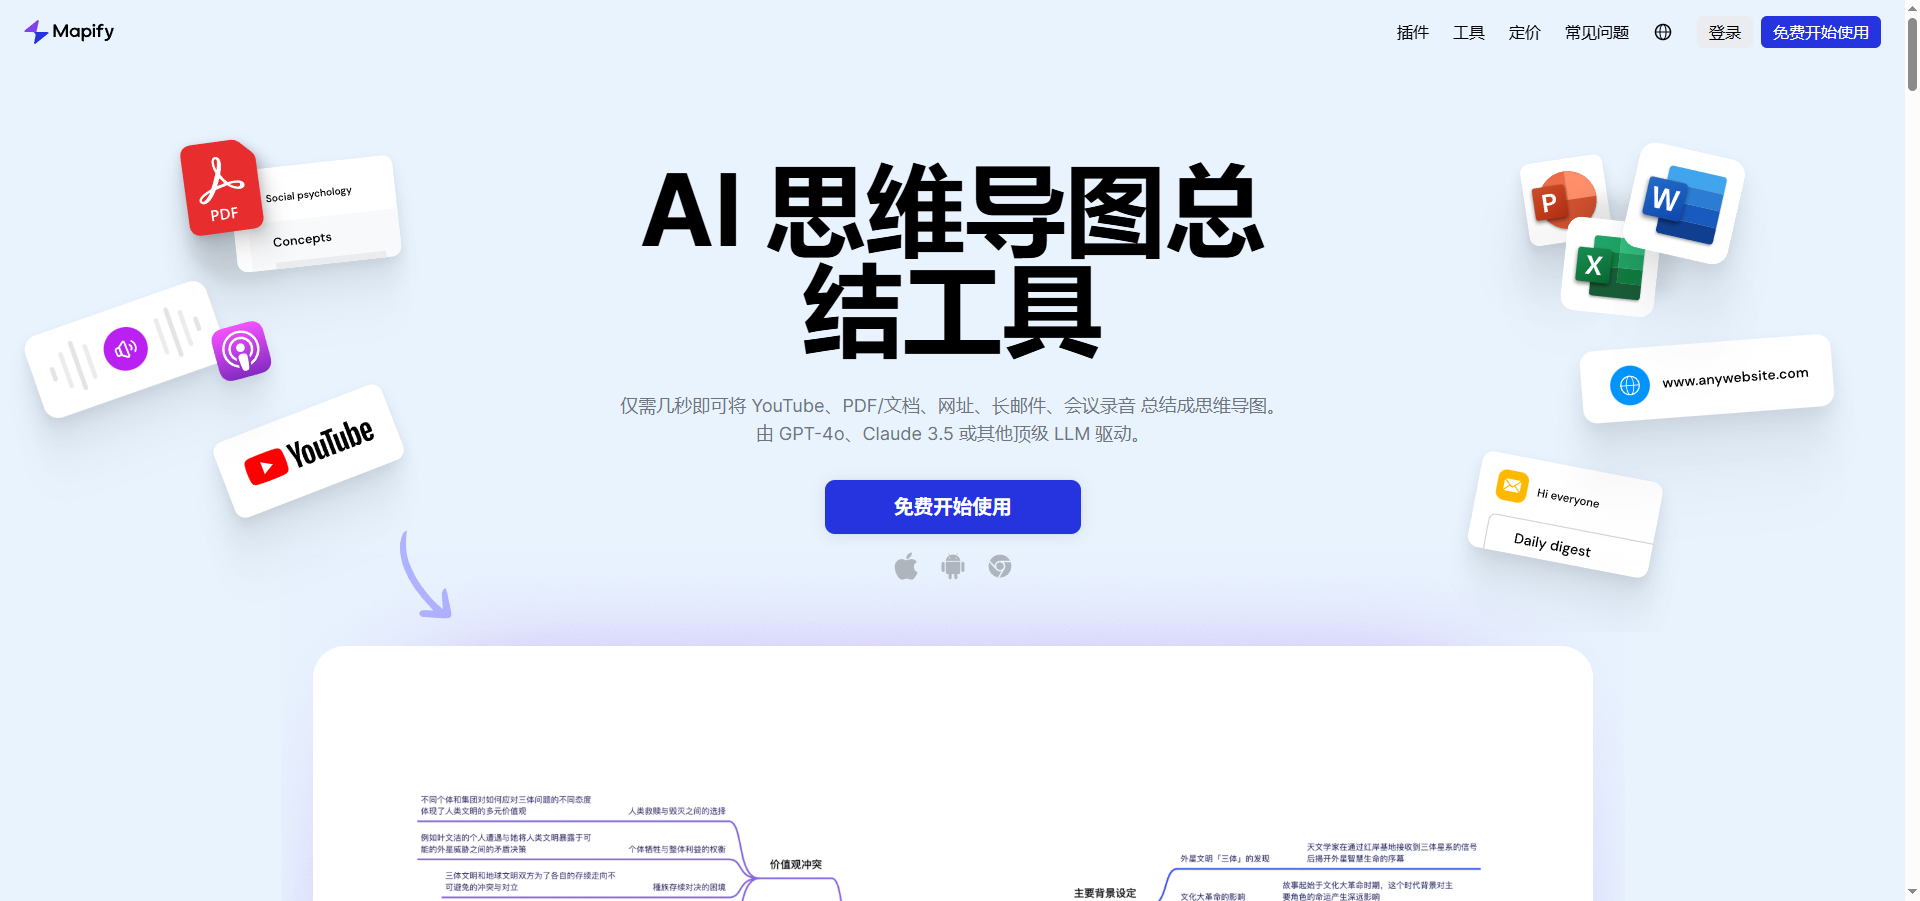 Mapify
插件
工具
定价
常见问题
登录
免费开始使用
PDF
Social psychology
Concepts
YouTube
AI 思维导图总
结工具
仅需几秒即可将 YouTube、PDF/文档、网址、长邮件、会议录音 总结成思维导图。
由 GPT-4o、Claude 3.5 或其他顶级 LLM 驱动。
免费开始使用
P
W
X
www.anywebsite.com
Hi everyone
Daily digest
不同个体和集团对如何应对三体问题的不同态度
体现了人类文明的多元价值观
人类救赎与毁灭之间的选择
例如叶文洁的个人遭遇与她将人类文明暴露于可
能的外星威胁之间的矛盾决策
个体牺牲与整体利益的权衡
三体文明和地球文明双方为了各自的存续走向不
可避免的冲突与对立
種族存续对决的困境
价值观冲突
主要背景设定
外星文明「三体」的发现
天文学家在通过红岸基地接收到三体星系的信号
后揭开外星智慧生命的序幕
文化大革命的影响
故事起始于文化大革命时期，这个时代背景对主
要角色的命运产生深远影响